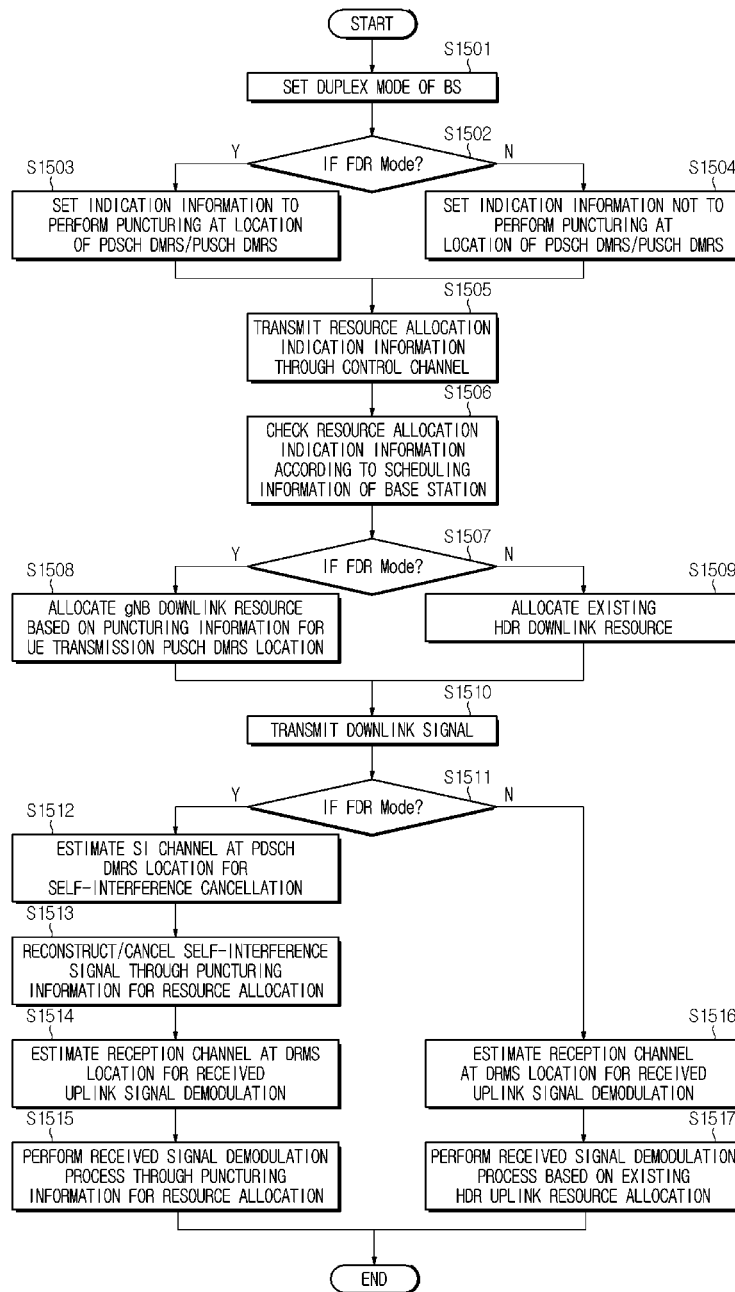 START
S1501
SET DUPLEX MODE OF BS
S1502
IF FDR Mode?
Y
N
S1503
SET INDICATION INFORMATION TO
PERFORM PUNCTURING AT LOCATION
OF PDSCH DMRS/PUSCH DMRS
S1504
SET INDICATION INFORMATION NOT TO
PERFORM PUNCTURING AT
LOCATION OF PDSCH DMRS/PUSCH DMRS
S1505
TRANSMIT RESOURCE ALLOCATION
INDICATION INFORMATION
THROUGH CONTROL CHANNEL
S1506
CHECK RESOURCE ALLOCATION
INDICATION INFORMATION
ACCORDING TO SCHEDULING
INFORMATION OF BASE STATION
S1507
IF FDR Mode?
Y
N
S1508
ALLOCATE gNB DOWNLINK RESOURCE
BASED ON PUNCTURING INFORMATION FOR
UE TRANSMISSION PUSCH DMRS LOCATION
S1509
ALLOCATE EXISTING
HDR DOWNLINK RESOURCE
S1510
TRANSMIT DOWNLINK SIGNAL
S1511
IF FDR Mode?
Y
N
S1512
ESTIMATE SI CHANNEL AT PDSCH
DMRS LOCATION FOR
SELF-INTERFERENCE CANCELLATION
S1513
RECONSTRUCT/CANCEL SELF-INTERFERENCE
SIGNAL THROUGH PUNCTURING
INFORMATION FOR RESOURCE ALLOCATION
S1514
ESTIMATE RECEPTION CHANNEL AT DRMS
LOCATION FOR RECEIVED
UPLINK SIGNAL DEMODULATION
S1515
PERFORM RECEIVED SIGNAL DEMODULATION
PROCESS THROUGH PUNCTURING
INFORMATION FOR RESOURCE ALLOCATION
S1516
ESTIMATE RECEPTION CHANNEL
AT DRMS LOCATION FOR RECEIVED
UPLINK SIGNAL DEMODULATION
S1517
PERFORM RECEIVED SIGNAL DEMODULATION
PROCESS BASED ON EXISTING
HDR UPLINK RESOURCE ALLOCATION
END